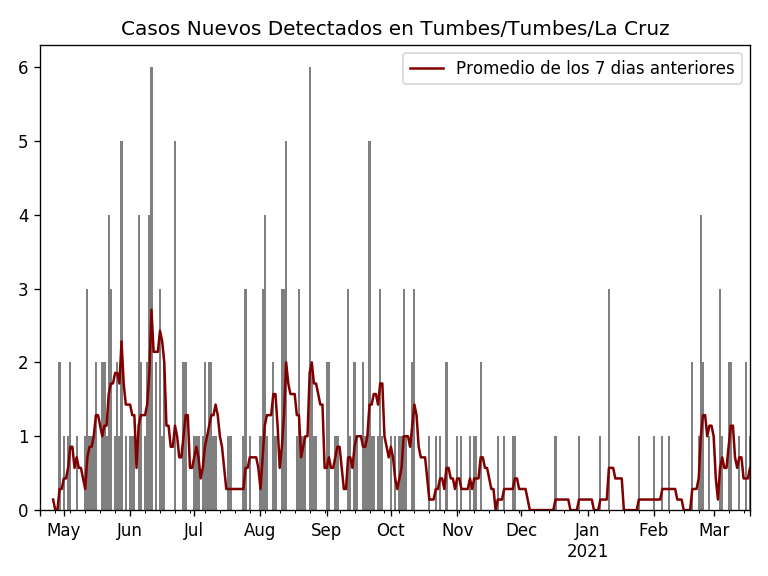 Casos Nuevos Detectados en Tumbes/Tumbes/La Cruz
Promedio de los 7 dias anteriores
6
5
4
3
2
1
0
May Jun Jul Aug Sep Oct Nov Dec Jan Feb Mar
2021